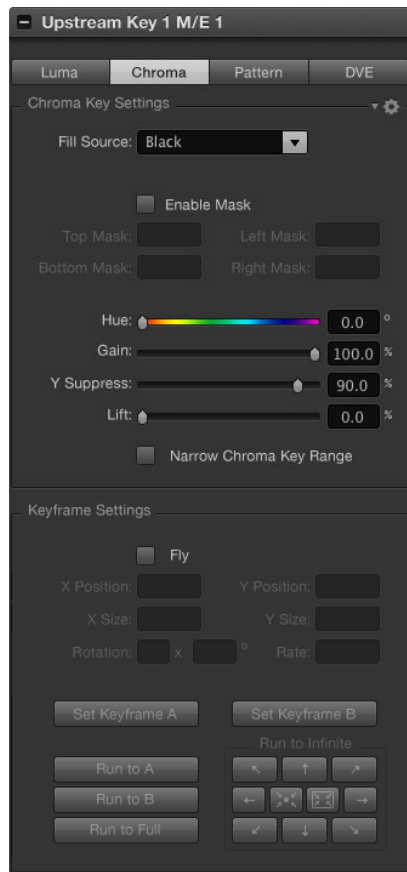 Upstream Key 1 M/E 1
Luma Chroma Pattern DVE
Chroma Key Settings
Fill Source: Black
Enable Mask
Top Mask: Left Mask:
Bottom Mask: Right Mask:
Hue: 0.0 °
Gain: 100.0 %
Y Suppress: 90.0 %
Lift: 0.0 %
Narrow Chroma Key Range
Keyframe Settings
Fly
X Position: Y Position:
X Size: Y Size:
Rotation: x ° Rate:
Set Keyframe A Set Keyframe B
Run to Infinite
Run to A
Run to B
Run to Full